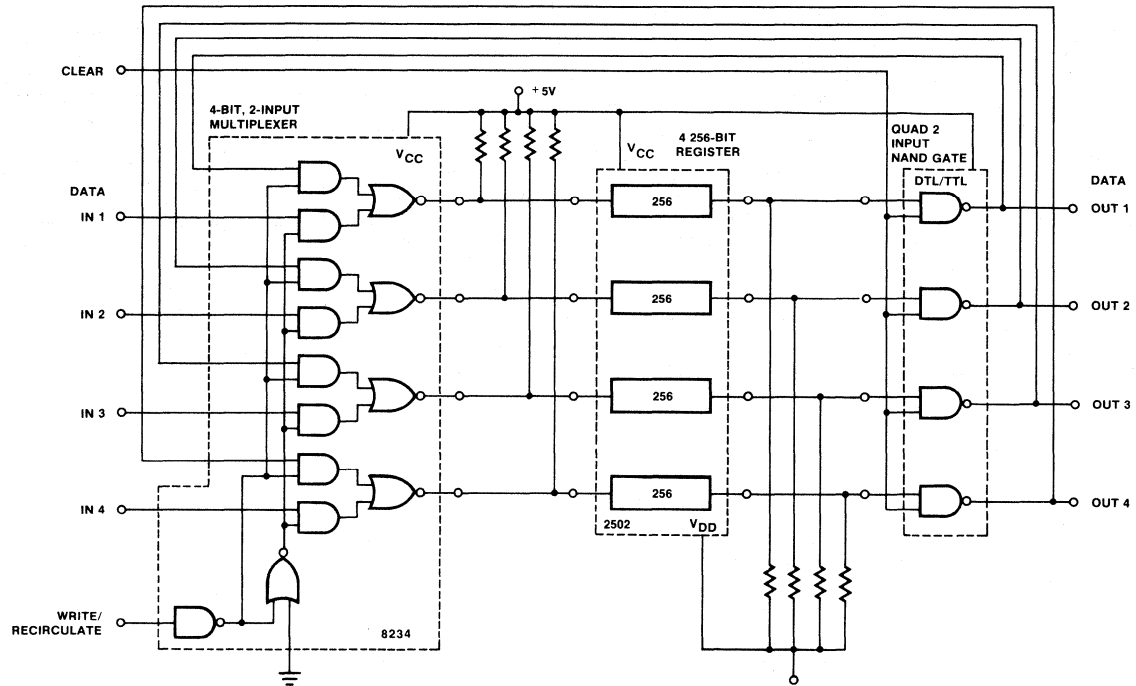 CLEAR
+5V
4-BIT, 2-INPUT
MULTIPLEXER
VCC
4 256-BIT
REGISTER
VCC
QUAD 2
INPUT
NAND GATE
DTL/TTL
DATA
DATA
IN 1
256
OUT 1
IN 2
256
OUT 2
IN 3
256
OUT 3
IN 4
256
OUT 4
2502
VDD
WRITE/
RECIRCULATE
8234